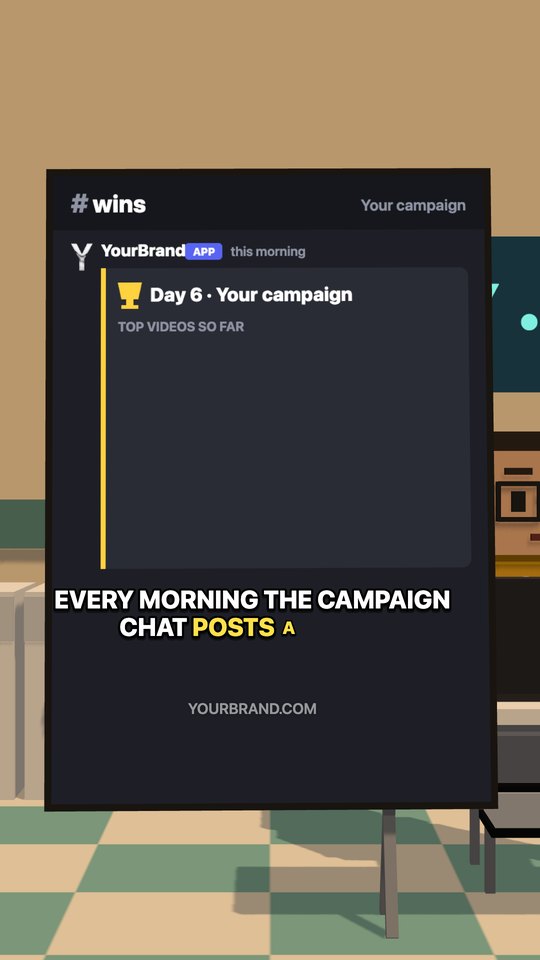 # wins
Your campaign
YourBrand APP this morning
Day 6 · Your campaign
TOP VIDEOS SO FAR
EVERY MORNING THE CAMPAIGN
CHAT POSTS A
YOURBRAND.COM